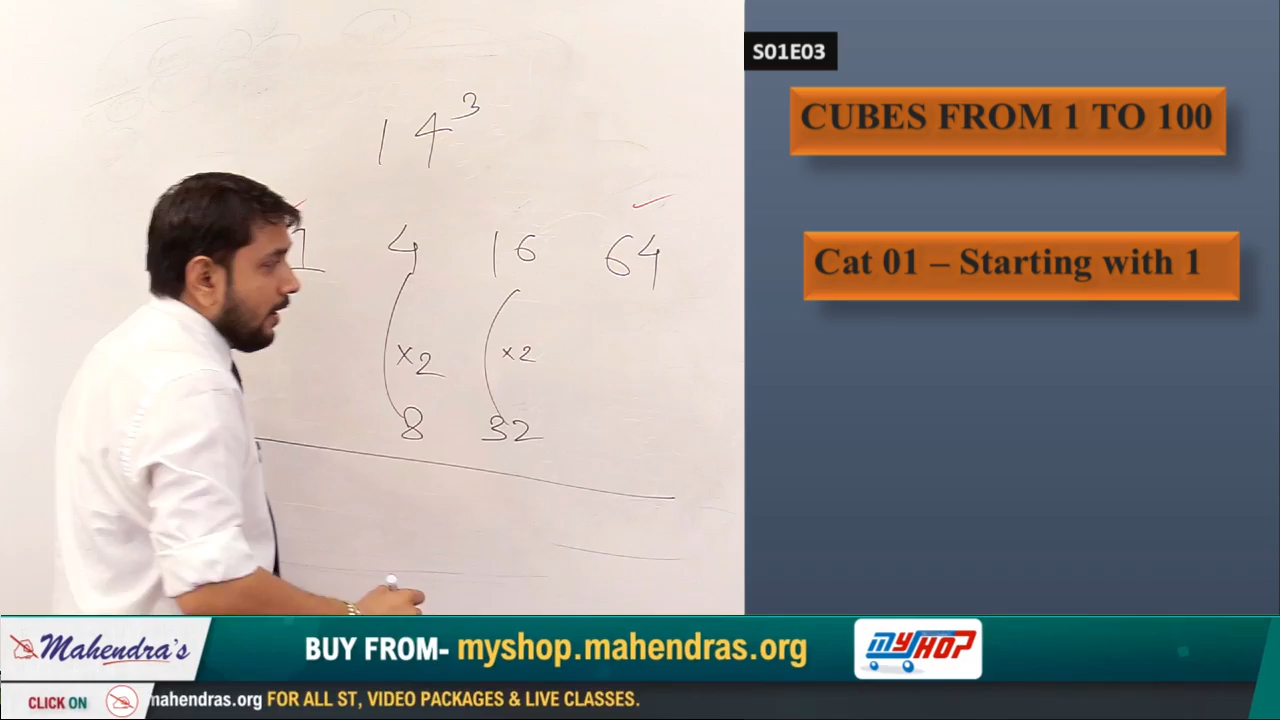 S01E03
CUBES FROM 1 TO 100
Cat 01 – Starting with 1
14³
1 4 16 64
×2 ×2
8 32
Mahendra's
BUY FROM- myshop.mahendras.org
MYSHOP
CLICK ON
mahendras.org FOR ALL ST, VIDEO PACKAGES & LIVE CLASSES.